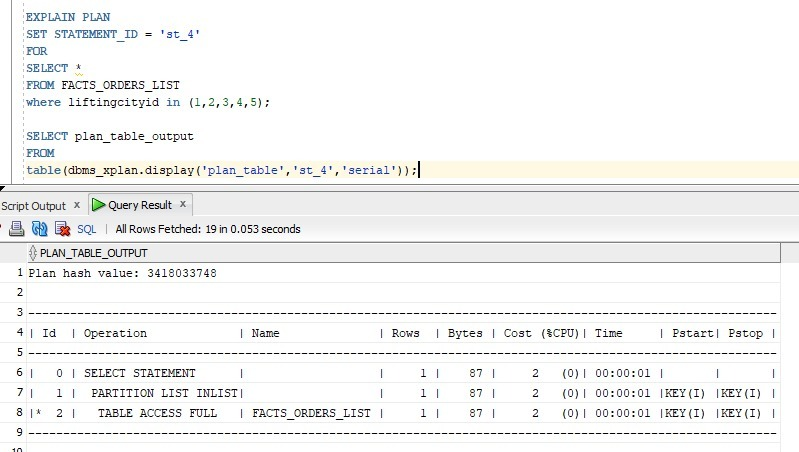 EXPLAIN PLAN
SET STATEMENT_ID = 'st_4'
FOR
SELECT *
FROM FACTS_ORDERS_LIST
where liftingcityid in (1,2,3,4,5);
SELECT plan_table_output
FROM
table(dbms_xplan.display('plan_table','st_4','serial'));
Script Output x Query Result x
SQL | All Rows Fetched: 19 in 0.053 seconds
PLAN_TABLE_OUTPUT
1 Plan hash value: 3418033748
2
3 ---------------------------------------------------------------------------------------------------------
4 | Id | Operation | Name | Rows | Bytes | Cost (%CPU)| Time | Pstart| Pstop |
5 ---------------------------------------------------------------------------------------------------------
6 | 0 | SELECT STATEMENT | | 1 | 87 | 2 (0)| 00:00:01 | | |
7 | 1 | PARTITION LIST INLIST| | 1 | 87 | 2 (0)| 00:00:01 |KEY(I) |KEY(I) |
8 |* 2 | TABLE ACCESS FULL | FACTS_ORDERS_LIST | 1 | 87 | 2 (0)| 00:00:01 |KEY(I) |KEY(I) |
9 ---------------------------------------------------------------------------------------------------------
10